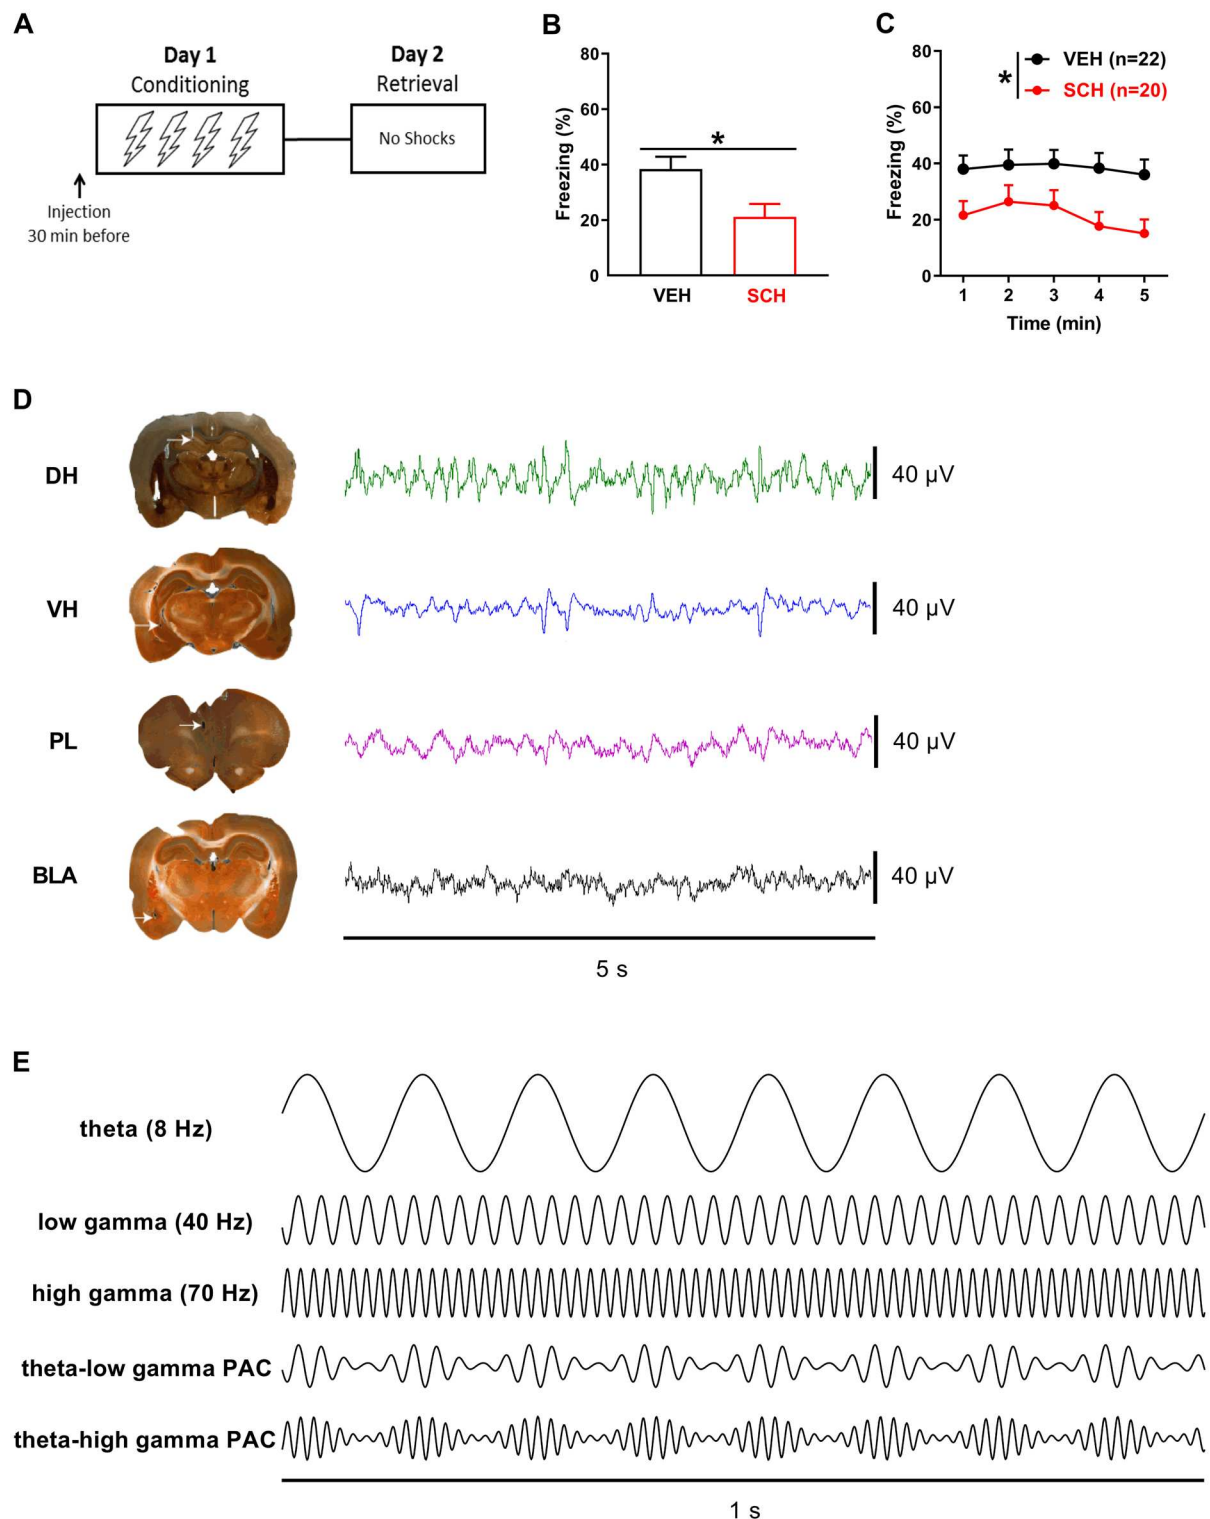 A
Day 1
Conditioning
Day 2
Retrieval
No Shocks
Injection
30 min before
B
Freezing (%)
80
60
40
20
0
*
VEH
SCH
C
Freezing (%)
80
60
40
20
0
*
VEH (n=22)
SCH (n=20)
1 2 3 4 5
Time (min)
D
DH
40 µV
VH
40 µV
PL
40 µV
BLA
40 µV
5 s
E
theta (8 Hz)
low gamma (40 Hz)
high gamma (70 Hz)
theta-low gamma PAC
theta-high gamma PAC
1 s